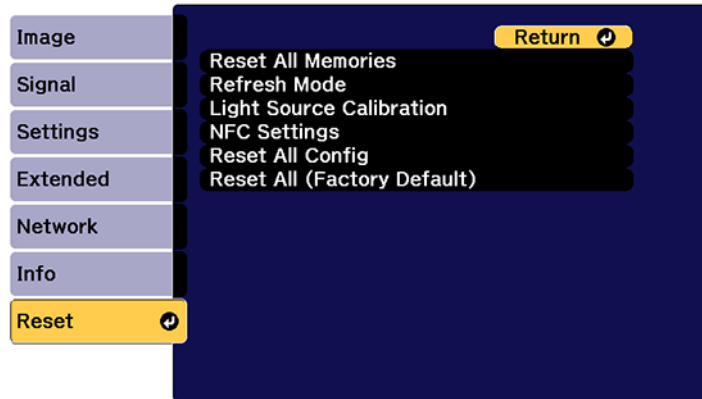 Image
Signal
Settings
Extended
Network
Info
Reset
Return
Reset All Memories
Refresh Mode
Light Source Calibration
NFC Settings
Reset All Config
Reset All (Factory Default)